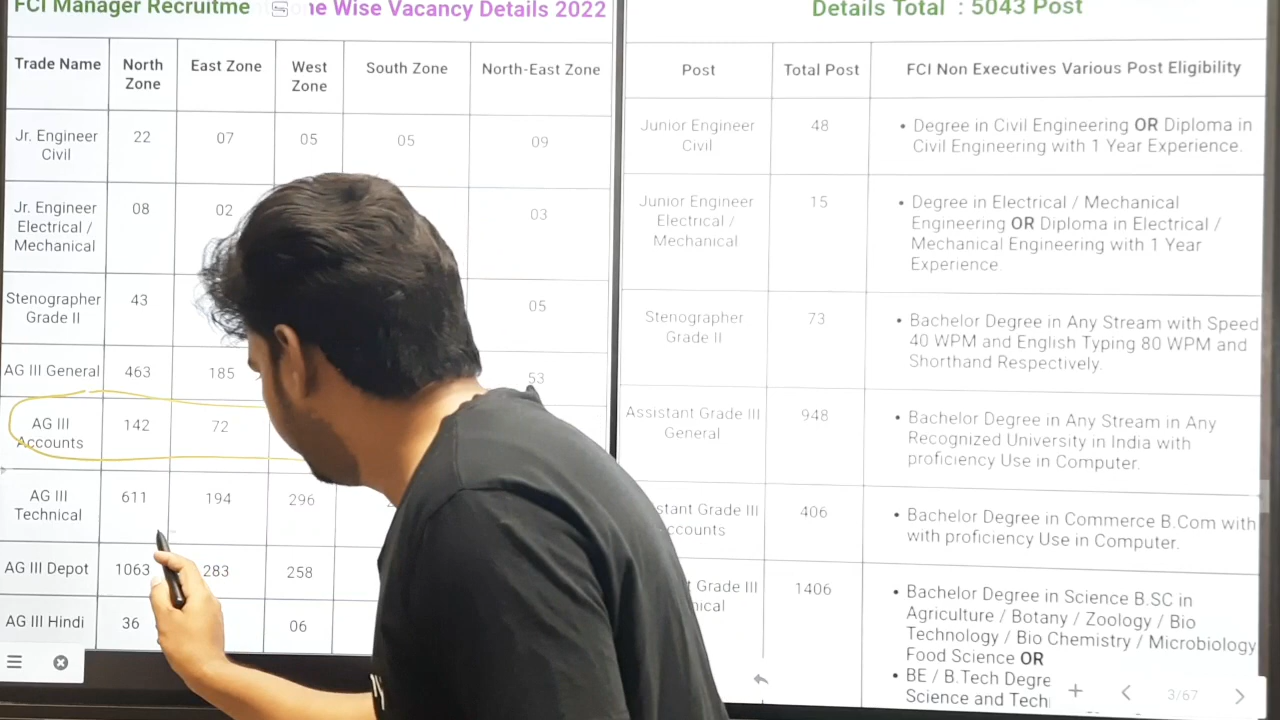 FCI Manager Recruitme
e Wise Vacancy Details 2022
Trade Name
North Zone
East Zone
West Zone
South Zone
North-East Zone
Jr. Engineer Civil
22
07
05
05
09
Jr. Engineer Electrical / Mechanical
08
02
03
Stenographer Grade II
43
05
AG III General
463
185
53
AG III Accounts
142
72
AG III Technical
611
194
296
AG III Depot
1063
283
258
AG III Hindi
36
06
Details Total : 5043 Post
Post
Total Post
FCI Non Executives Various Post Eligibility
Junior Engineer Civil
48
• Degree in Civil Engineering OR Diploma in
Civil Engineering with 1 Year Experience.
Junior Engineer Electrical / Mechanical
15
• Degree in Electrical / Mechanical
Engineering OR Diploma in Electrical /
Mechanical Engineering with 1 Year
Experience.
Stenographer Grade II
73
• Bachelor Degree in Any Stream with Speed
40 WPM and English Typing 80 WPM and
Shorthand Respectively.
Assistant Grade III General
948
• Bachelor Degree in Any Stream in Any
Recognized University in India with
proficiency Use in Computer.
stant Grade III
ccounts
406
• Bachelor Degree in Commerce B.Com with
with proficiency Use in Computer.
t Grade III
nical
1406
• Bachelor Degree in Science B.SC in
Agriculture / Botany / Zoology / Bio
Technology / Bio Chemistry / Microbiology
Food Science OR
• BE / B.Tech Degre
Science and Tech
3/67